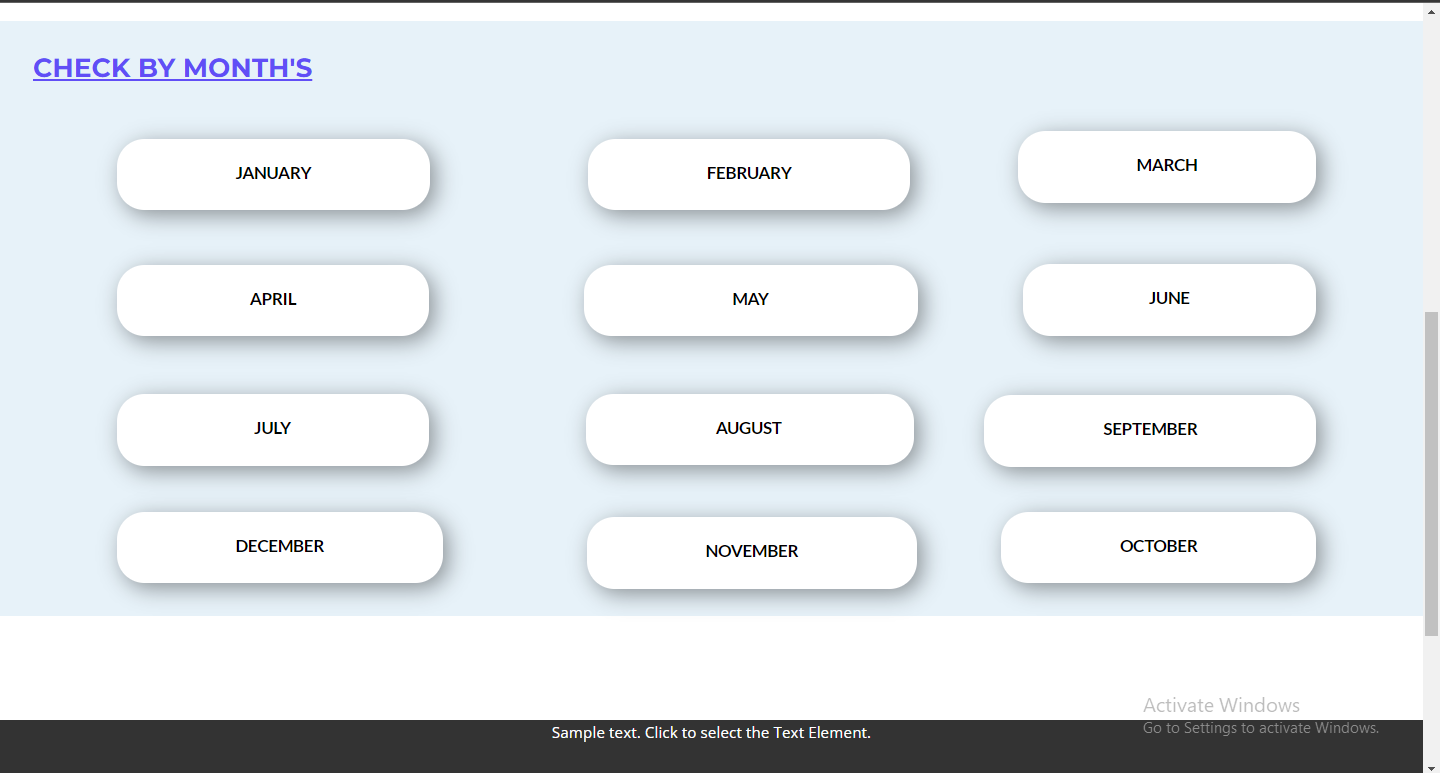 CHECK BY MONTH'S
JANUARY
FEBRUARY
MARCH
APRIL
MAY
JUNE
JULY
AUGUST
SEPTEMBER
DECEMBER
NOVEMBER
OCTOBER
Activate Windows
Go to Settings to activate Windows.
Sample text. Click to select the Text Element.